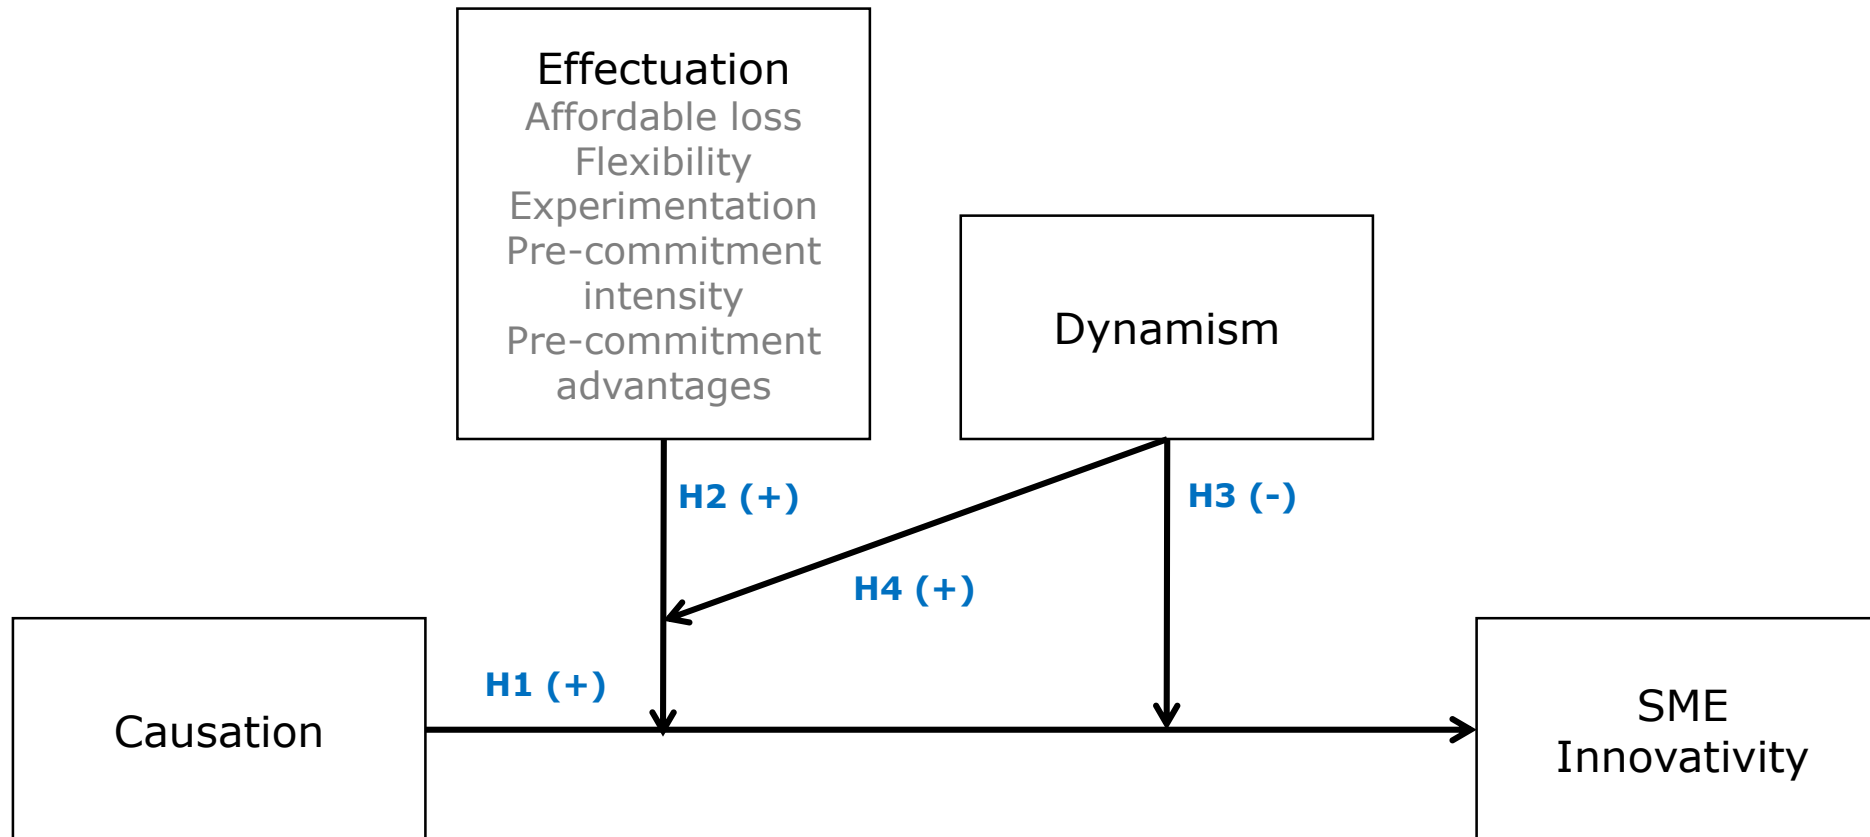 Effectuation
Affordable loss
Flexibility
Experimentation
Pre-commitment
intensity
Pre-commitment
advantages
Dynamism
H2 (+)
H3 (-)
H4 (+)
H1 (+)
Causation
SME
Innovativity